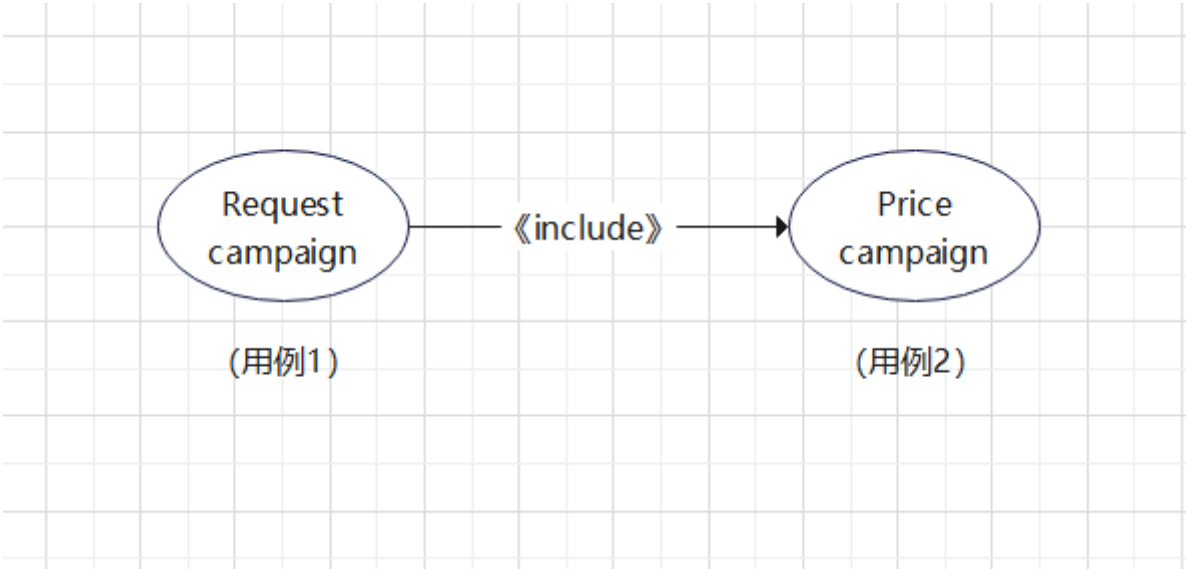 Request
campaign
《include》
Price
campaign
(用例1)
(用例2)